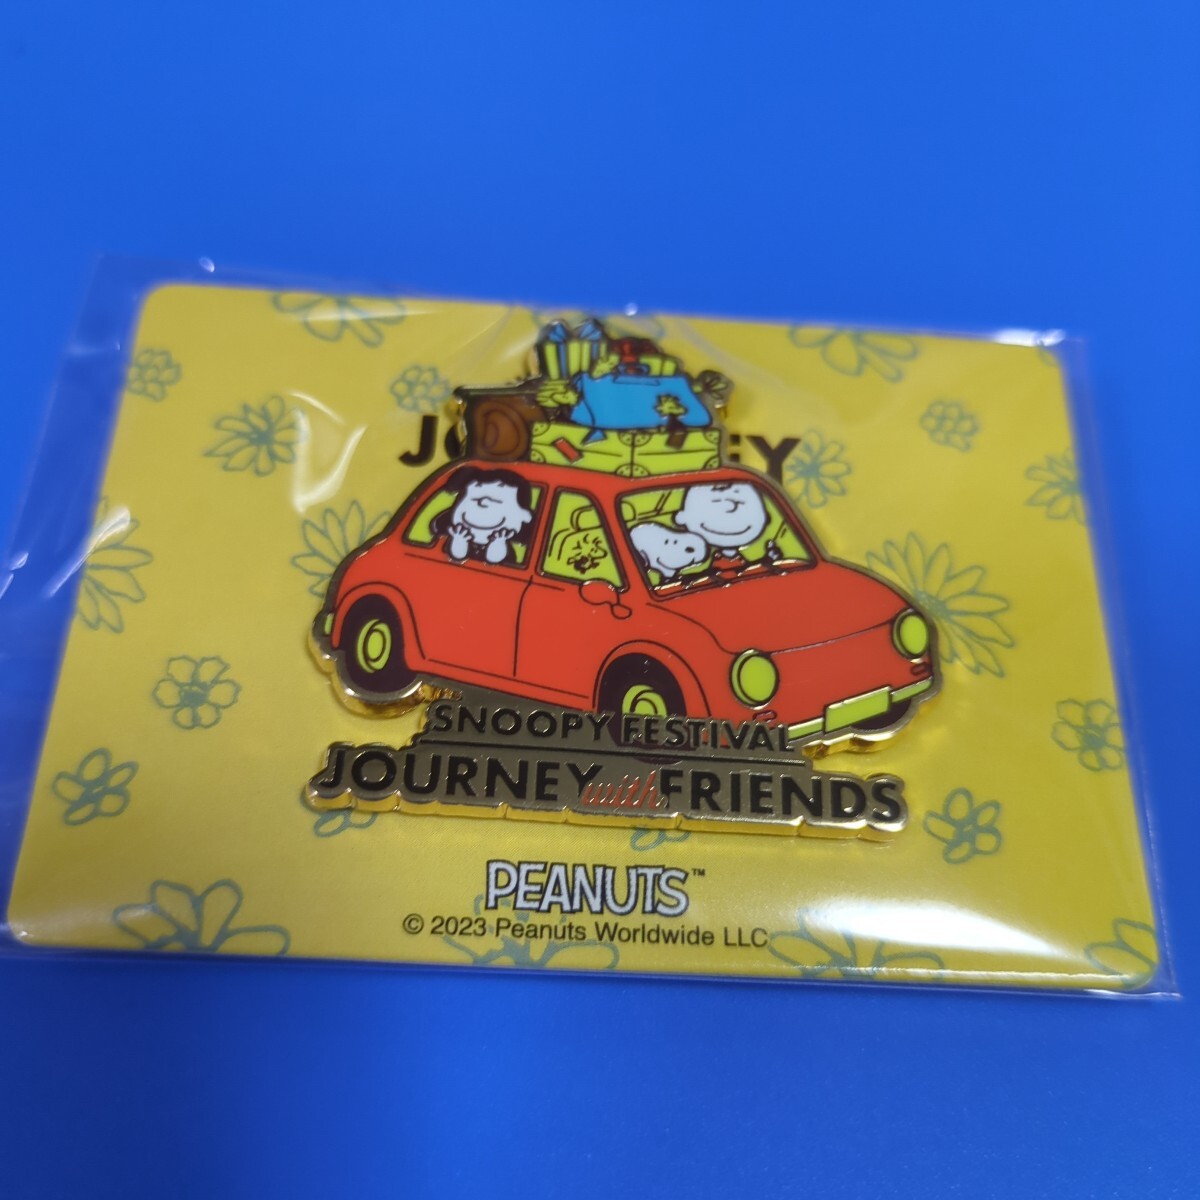 SNOOPY FESTIVAL
JOURNEY with FRIENDS
PEANUTS™
© 2023 Peanuts Worldwide LLC